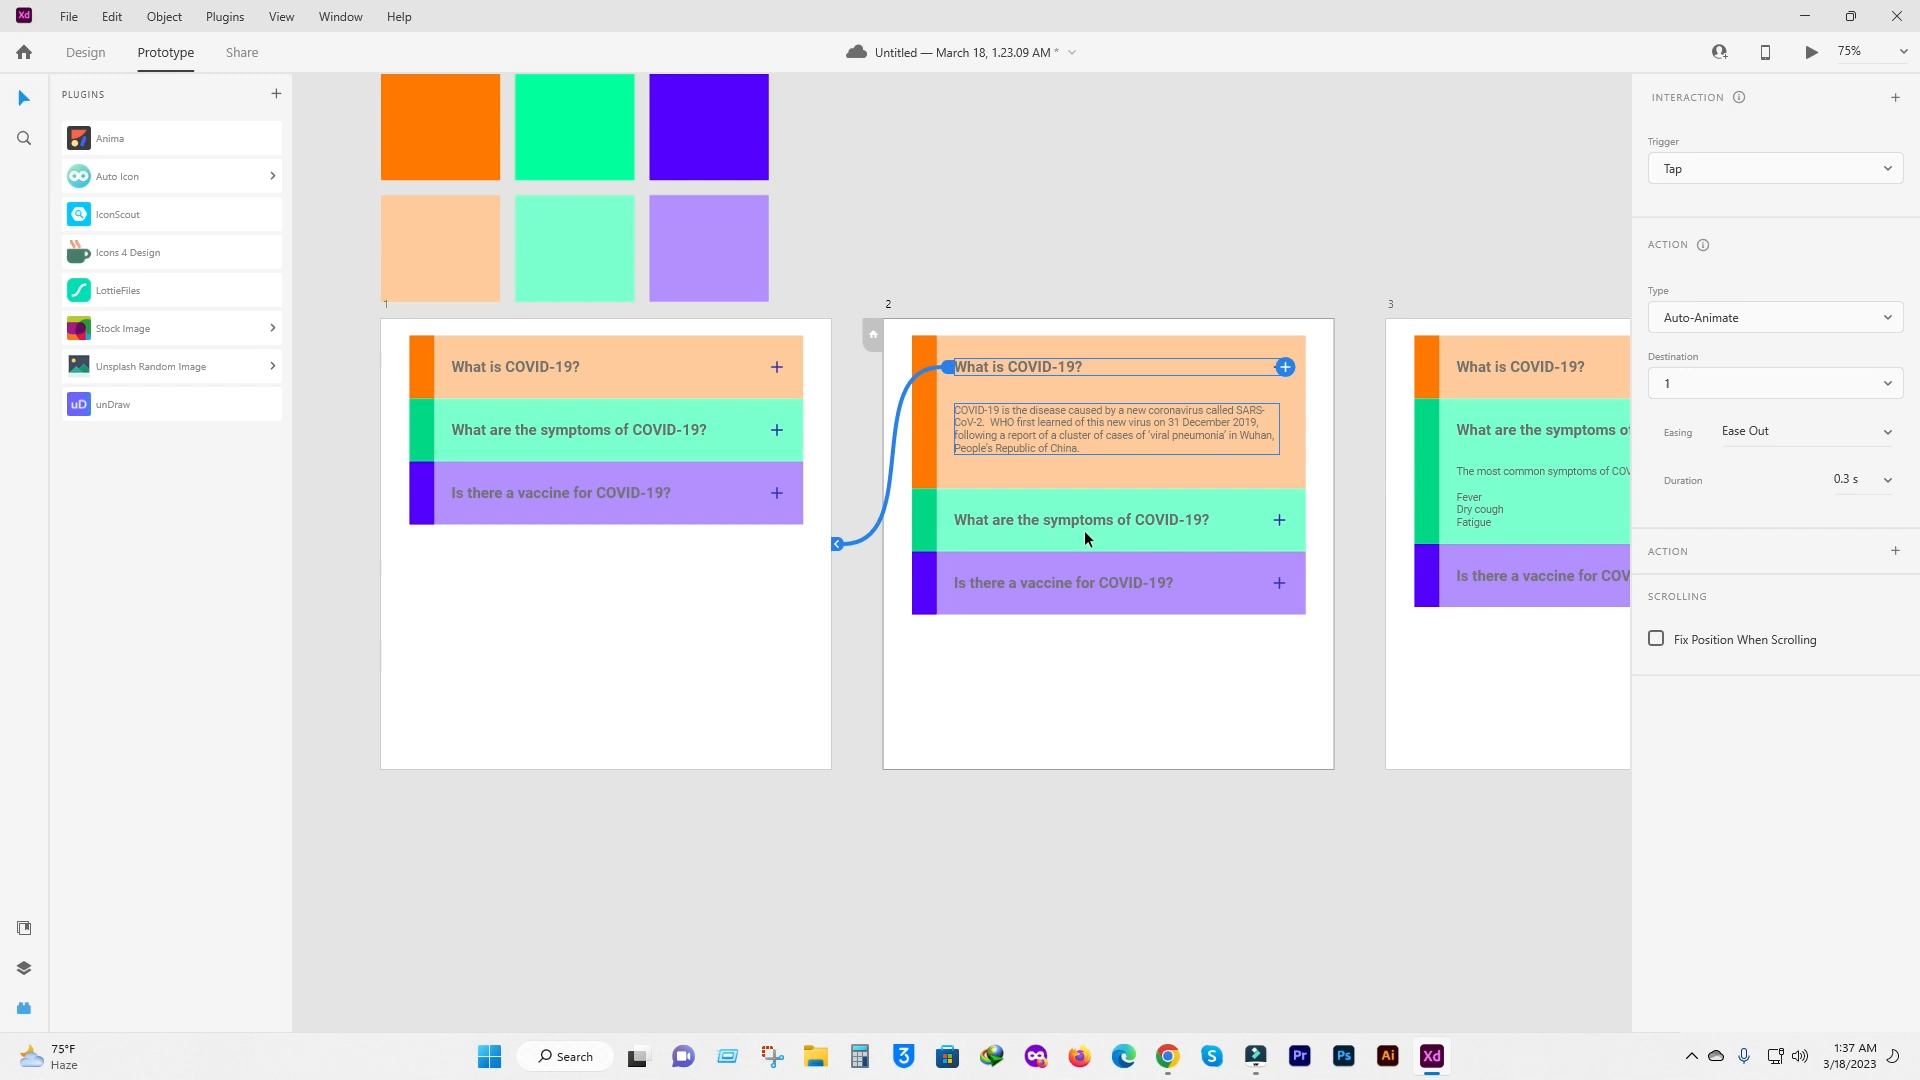 Xd File Edit Object Plugins View Window Help
Design Prototype Share
Untitled — March 18, 1.23.09 AM *
75%
PLUGINS
Anima
Auto Icon
IconScout
Icons 4 Design
LottieFiles
Stock Image
Unsplash Random Image
uD unDraw
1
What is COVID-19?
What are the symptoms of COVID-19?
Is there a vaccine for COVID-19?
2
What is COVID-19?
COVID-19 is the disease caused by a new coronavirus called SARS-
CoV-2.  WHO first learned of this new virus on 31 December 2019,
following a report of a cluster of cases of ‘viral pneumonia’ in Wuhan,
People’s Republic of China.
What are the symptoms of COVID-19?
Is there a vaccine for COVID-19?
3
What is COVID-19?
What are the symptoms o
The most common symptoms of COV
Fever
Dry cough
Fatigue
Is there a vaccine for COV
INTERACTION
Trigger
Tap
ACTION
Type
Auto-Animate
Destination
1
Easing Ease Out
Duration 0.3 s
ACTION
SCROLLING
Fix Position When Scrolling
75°F
Haze
Search
Pr Ps Ai Xd
1:37 AM
3/18/2023